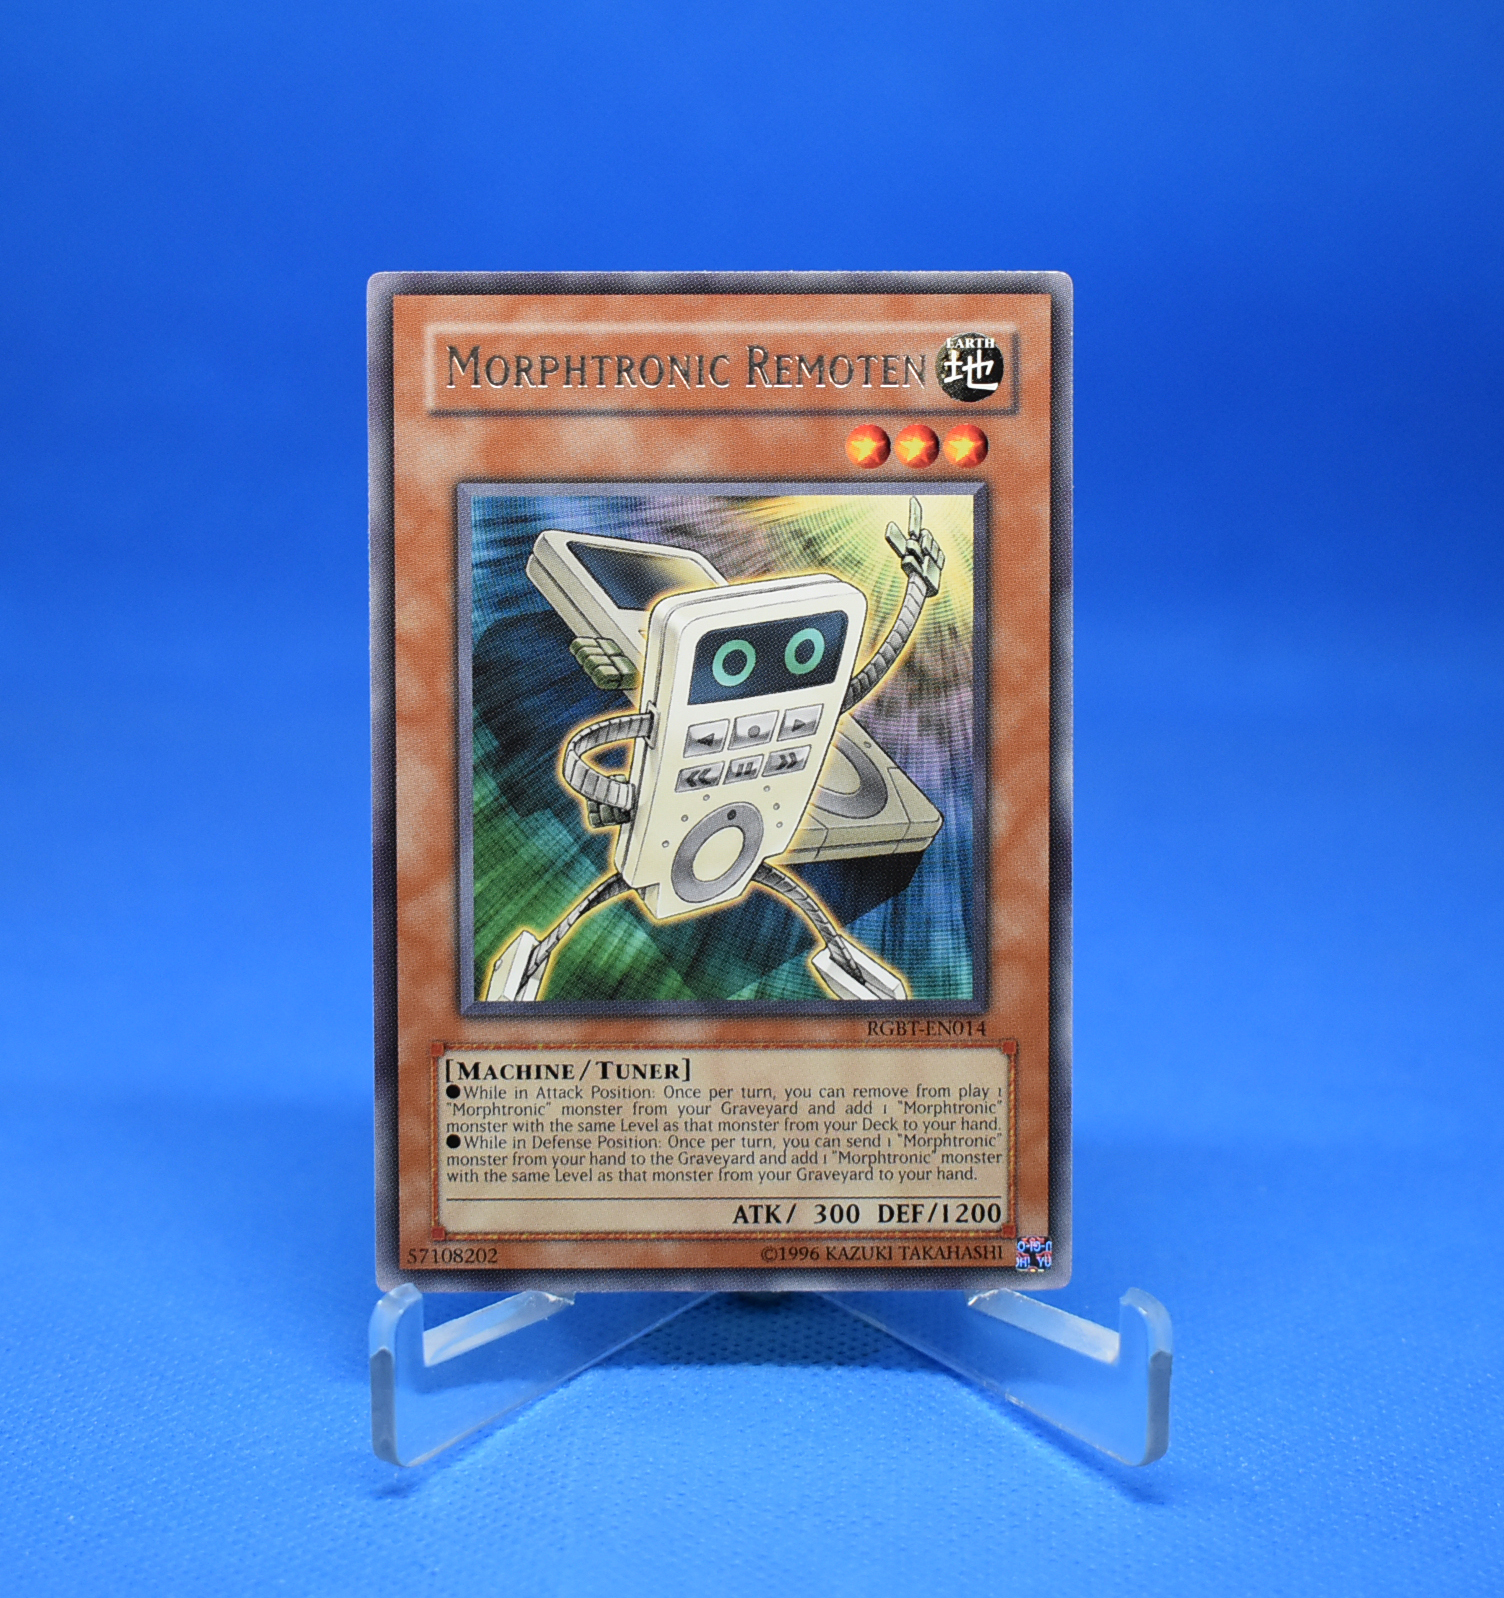 MORPHTRONIC REMOTEN
EARTH
地
RGBT-EN014
[MACHINE/TUNER]
●While in Attack Position: Once per turn, you can remove from play 1
"Morphtronic" monster from your Graveyard and add 1 "Morphtronic"
monster with the same Level as that monster from your Deck to your hand.
●While in Defense Position: Once per turn, you can send 1 "Morphtronic"
monster from your hand to the Graveyard and add 1 "Morphtronic" monster
with the same Level as that monster from your Graveyard to your hand.
ATK/ 300 DEF/1200
57108202
©1996 KAZUKI TAKAHASHI